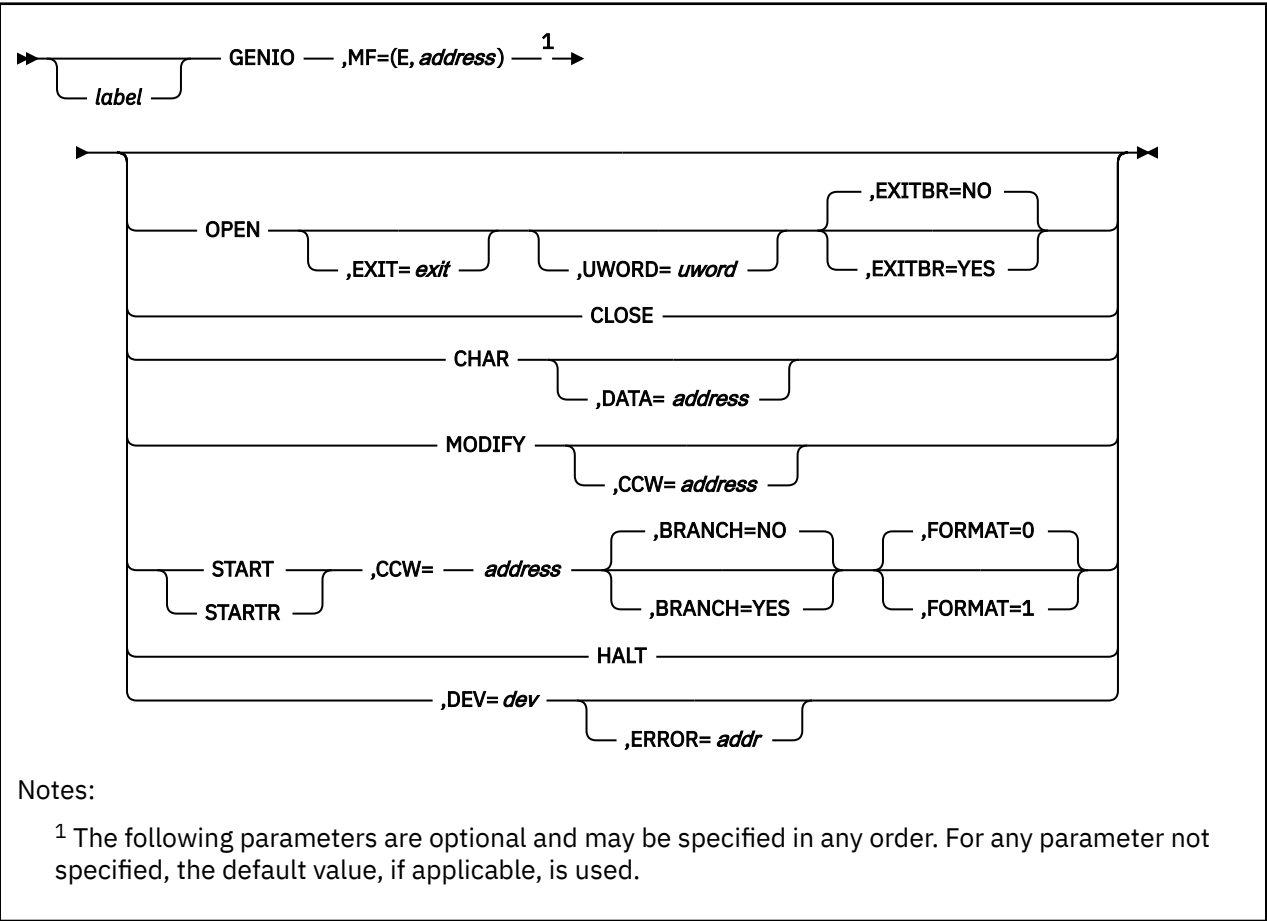 GENIO ,MF=(E, address) 1
label
,EXITBR=NO
OPEN
,EXIT= exit ,UWORD= uword ,EXITBR=YES
CLOSE
CHAR
,DATA= address
MODIFY
,CCW= address
,BRANCH=NO ,FORMAT=0
START ,CCW= address
STARTR ,BRANCH=YES ,FORMAT=1
HALT
,DEV= dev
,ERROR= addr
Notes:
1 The following parameters are optional and may be specified in any order. For any parameter not
specified, the default value, if applicable, is used.